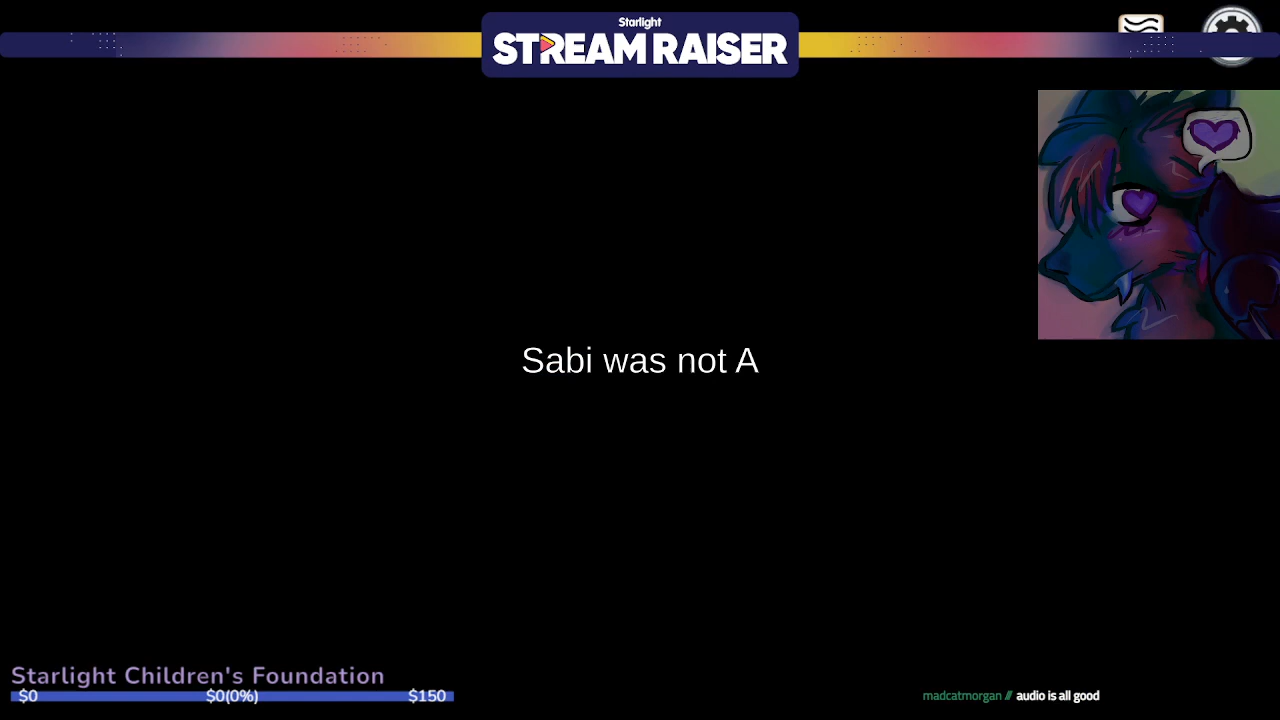 Starlight
STREAM RAISER
Sabi was not A
Starlight Children's Foundation
$0 $0(0%) $150
madcatmorgan // audio is all good